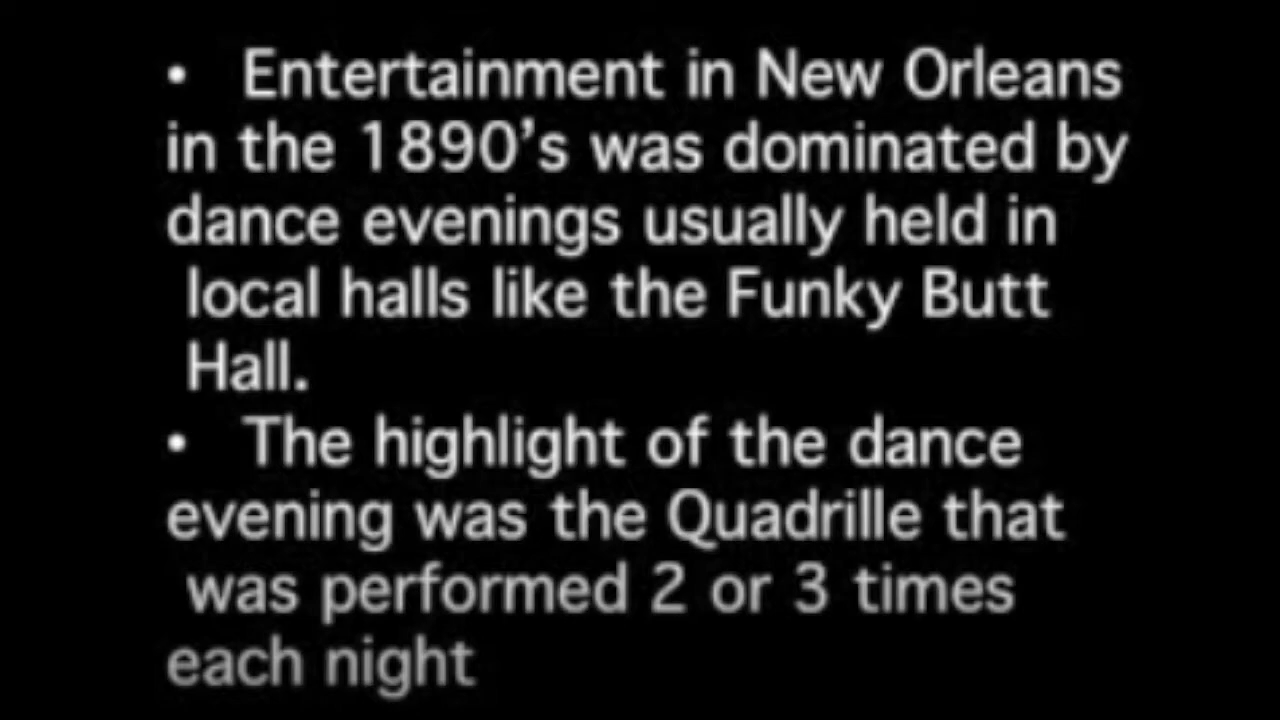 • Entertainment in New Orleans
in the 1890’s was dominated by
dance evenings usually held in
local halls like the Funky Butt
Hall.
• The highlight of the dance
evening was the Quadrille that
was performed 2 or 3 times
each night